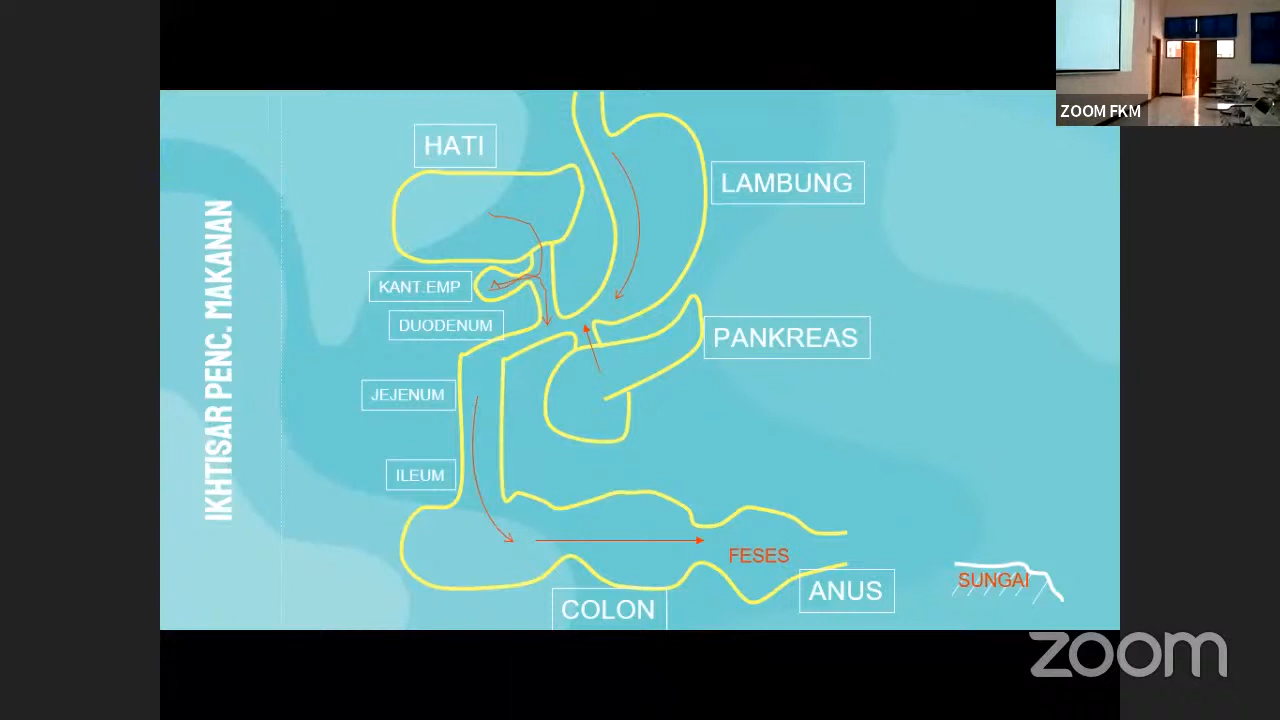 ZOOM FKM
HATI
LAMBUNG
IKHTISAR PENC. MAKANAN
KANT.EMP
DUODENUM
PANKREAS
JEJENUM
ILEUM
FESES
SUNGAI
ANUS
COLON
zoom